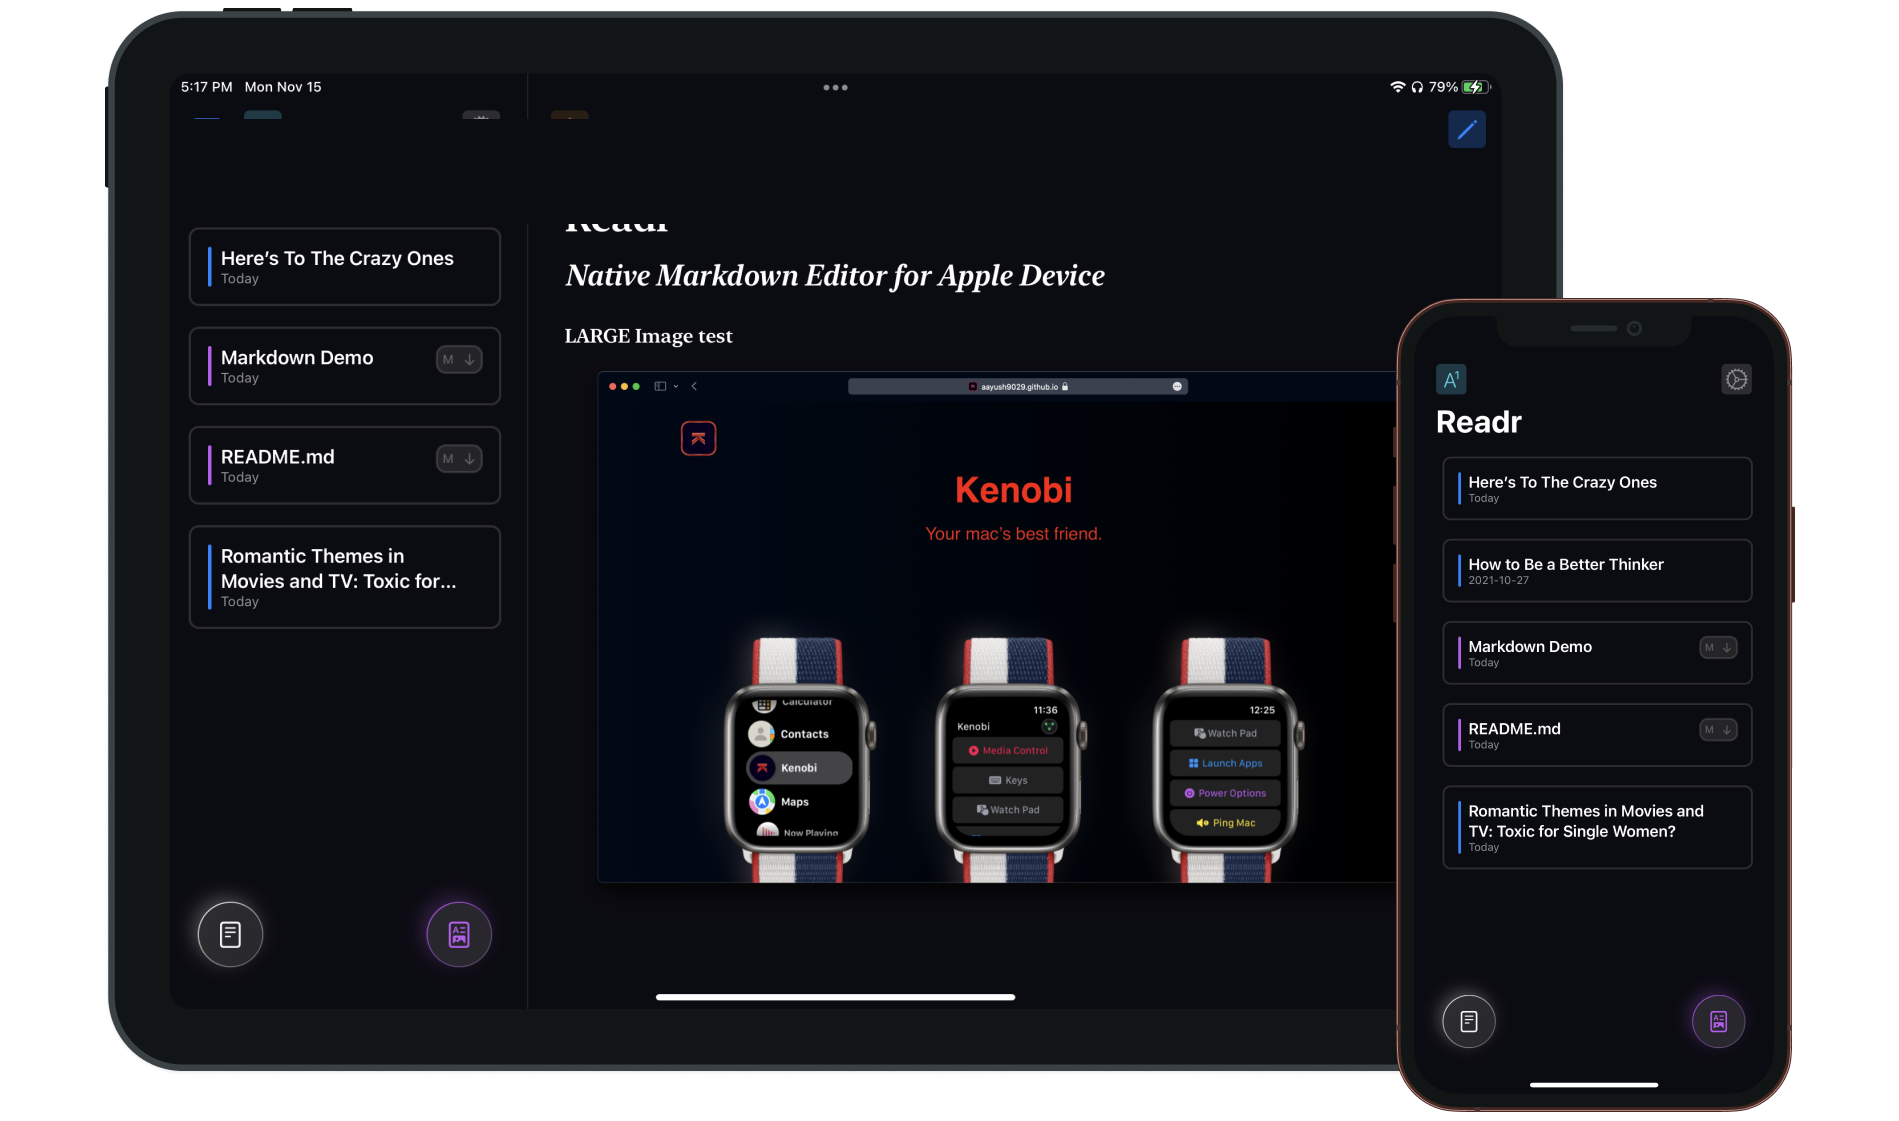 5:17 PM Mon Nov 15
79%
Here's To The Crazy Ones
Today
Markdown Demo
M
Today
README.md
M
Today
Romantic Themes in
Movies and TV: Toxic for...
Today
Readr
Native Markdown Editor for Apple Device
LARGE Image test
aayush9029.github.io
Kenobi
Your mac's best friend.
Calculator
Contacts
Kenobi
Maps
Now Playing
11:36
Kenobi
Media Control
Keys
Watch Pad
12:25
Watch Pad
Launch Apps
Power Options
Ping Mac
A1
Readr
Here's To The Crazy Ones
Today
How to Be a Better Thinker
2021-10-27
Markdown Demo
M
Today
README.md
M
Today
Romantic Themes in Movies and
TV: Toxic for Single Women?
Today